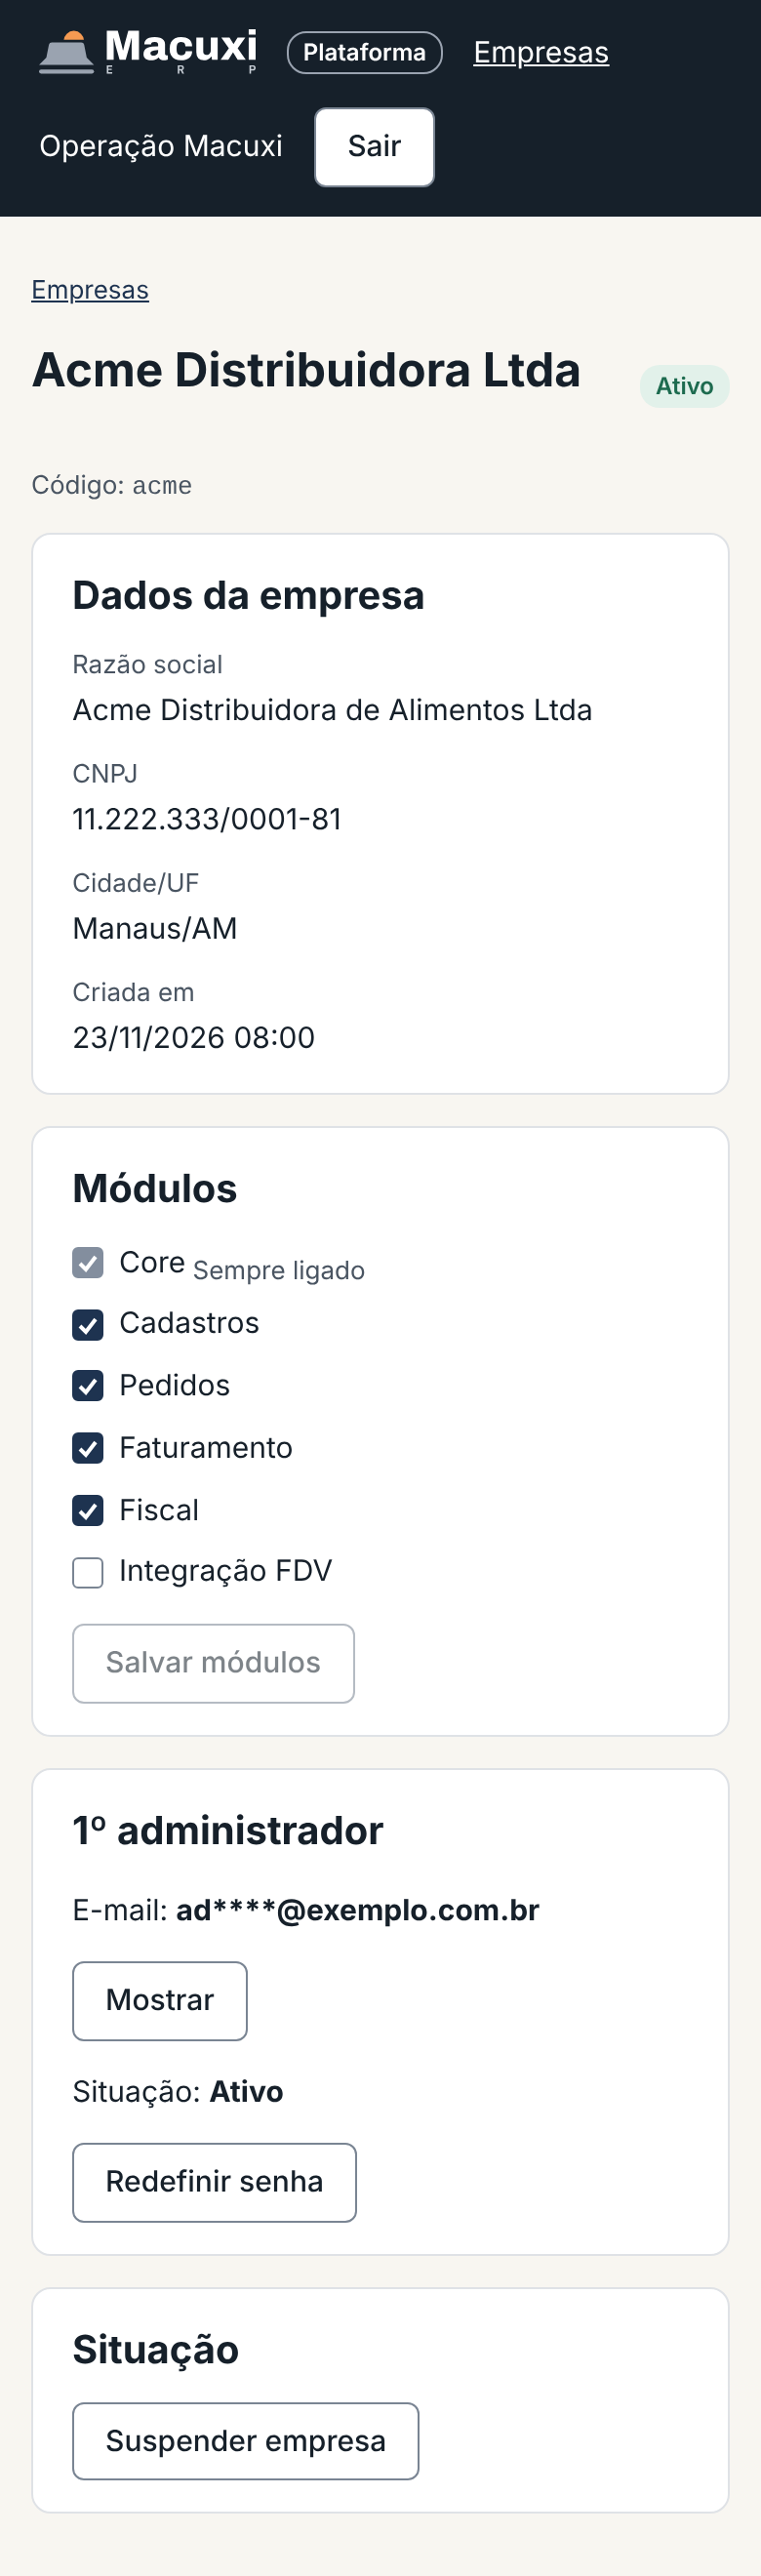 Macuxi
E R P
Plataforma
Empresas
Operação Macuxi
Sair
Empresas
Acme Distribuidora Ltda
Ativo
Código: acme
Dados da empresa
Razão social
Acme Distribuidora de Alimentos Ltda
CNPJ
11.222.333/0001-81
Cidade/UF
Manaus/AM
Criada em
23/11/2026 08:00
Módulos
Core Sempre ligado
Cadastros
Pedidos
Faturamento
Fiscal
Integração FDV
Salvar módulos
1º administrador
E-mail: ad****@exemplo.com.br
Mostrar
Situação: Ativo
Redefinir senha
Situação
Suspender empresa